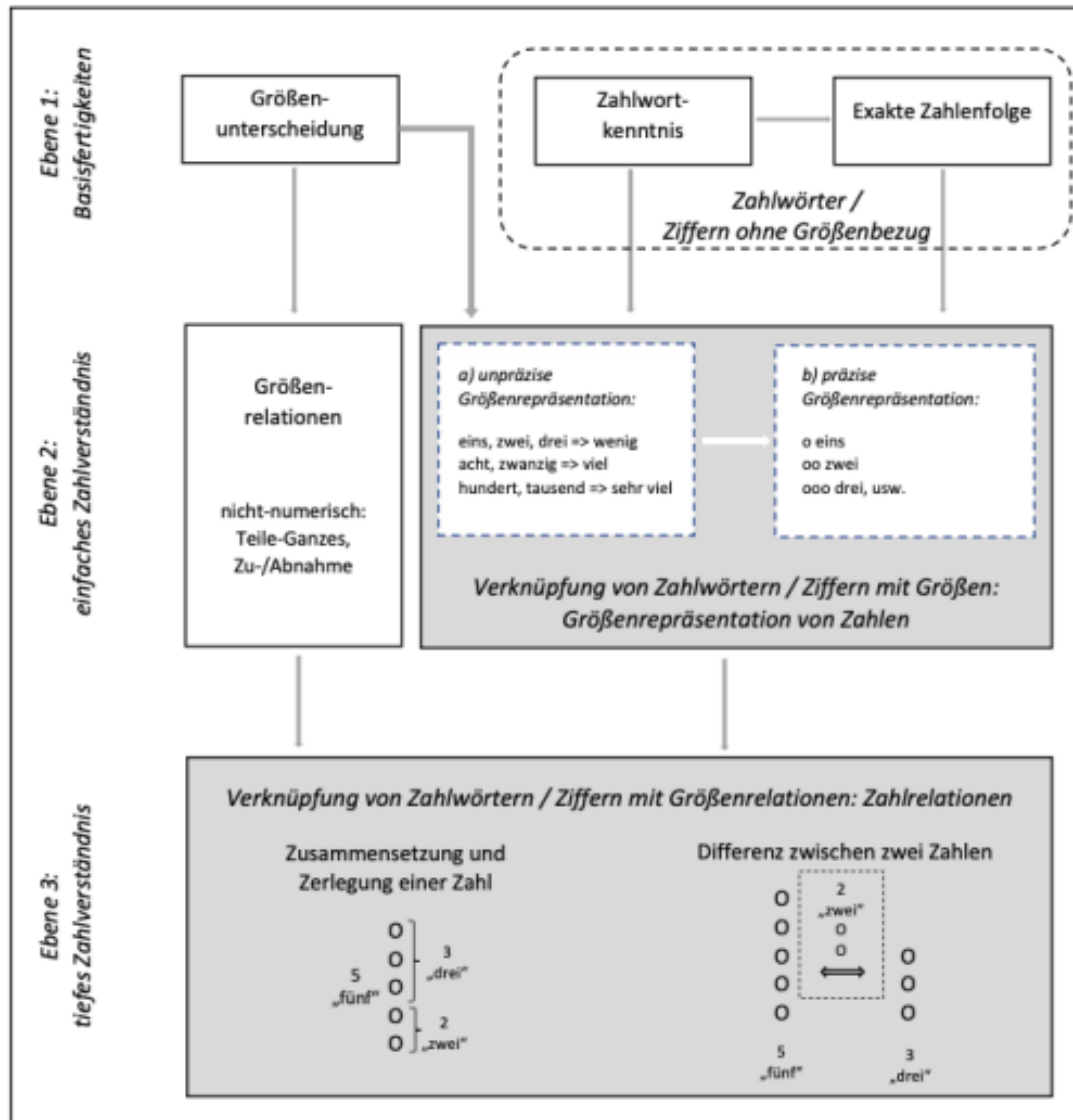 Ebene 1:
Basisfertigkeiten
Größen-
unterscheidung
Zahlwort-
kenntnis
Exakte Zahlenfolge
Zahlwörter /
Ziffern ohne Größenbezug
Ebene 2:
einfaches Zahlverständnis
Größen-
relationen
nicht-numerisch:
Teile-Ganzes,
Zu-/Abnahme
a) unpräzise
Größenrepräsentation:
eins, zwei, drei => wenig
acht, zwanzig => viel
hundert, tausend => sehr viel
b) präzise
Größenrepräsentation:
o eins
oo zwei
ooo drei, usw.
Verknüpfung von Zahlwörtern / Ziffern mit Größen:
Größenrepräsentation von Zahlen
Ebene 3:
tiefes Zahlverständnis
Verknüpfung von Zahlwörtern / Ziffern mit Größenrelationen: Zahlrelationen
Zusammensetzung und
Zerlegung einer Zahl
5
„fünf“
O
O
O
O
O
3
„drei“
2
„zwei“
Differenz zwischen zwei Zahlen
O
O
O
O
O
5
„fünf“
2
„zwei“
O
O
O
O
O
3
„drei“